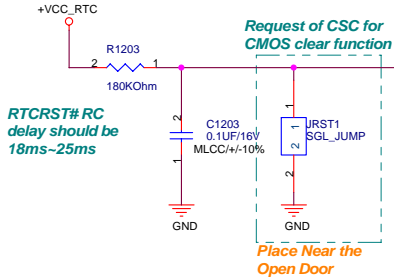 +VCC_RTC
Request of CSC for
CMOS clear function
R1203
2
1
180KOhm
RTCRST# RC
delay should be
18ms~25ms
2
C1203
0.1UF/16V
MLCC/+/-10%
1
1
JRST1
1
2
SGL_JUMP
2
GND
GND
Place Near the
Open Door